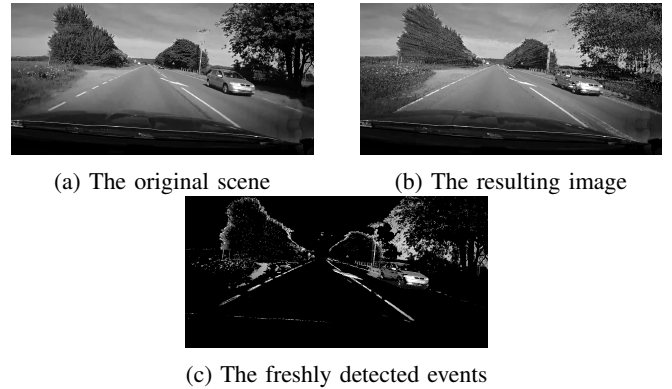 (a) The original scene
(b) The resulting image
(c) The freshly detected events